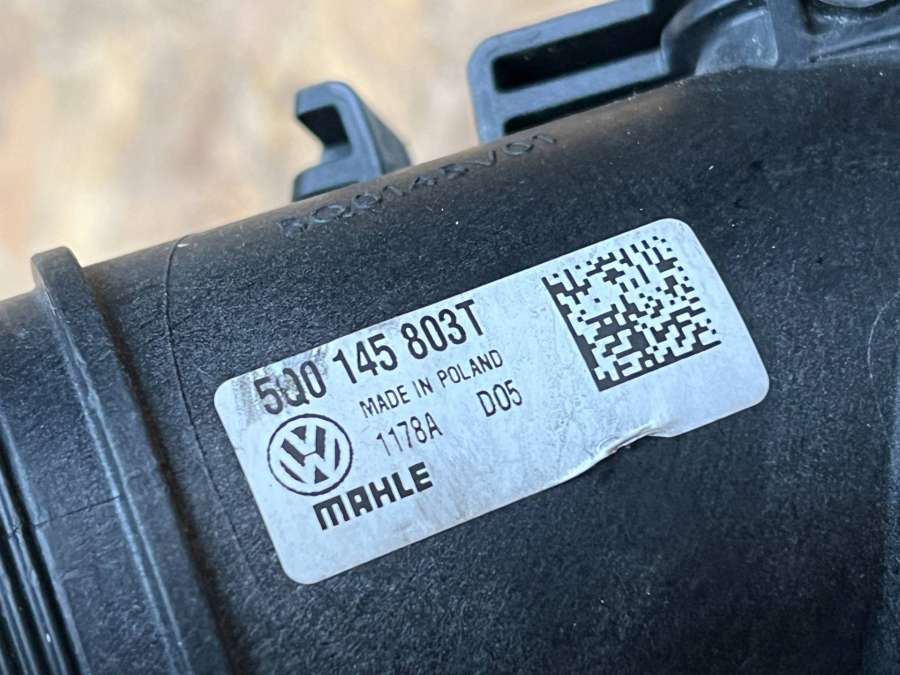 5Q0 145 803T
MADE IN POLAND
1178A D05
MAHLE